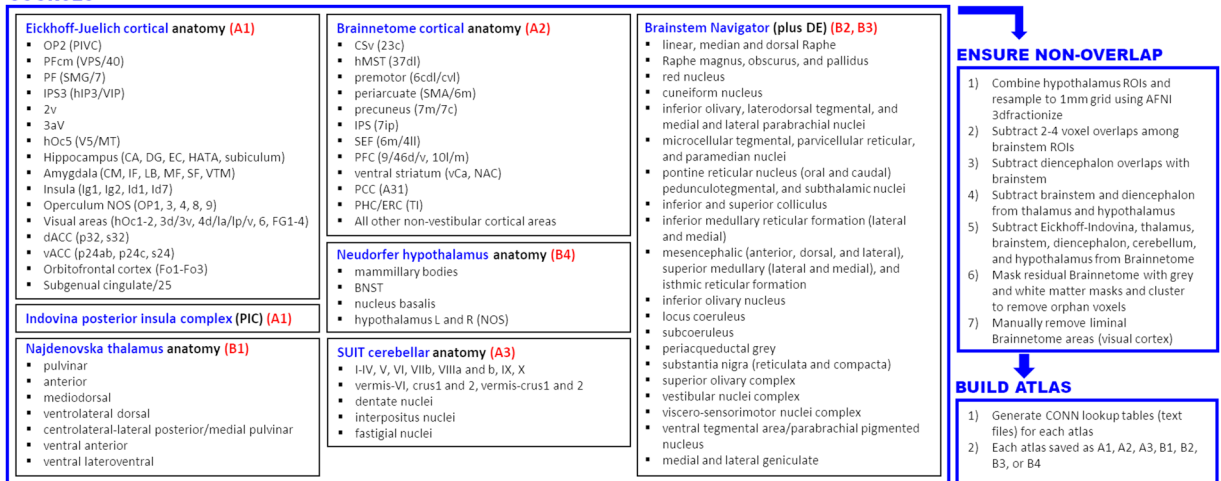 Eickhoff-Juelich cortical anatomy (A1)
▪ OP2 (PIVC)
▪ PFcm (VPS/40)
▪ PF (SMG/7)
▪ IPS3 (hIP3/VIP)
▪ 2v
▪ 3aV
▪ hOc5 (V5/MT)
▪ Hippocampus (CA, DG, EC, HATA, subiculum)
▪ Amygdala (CM, IF, LB, MF, SF, VTM)
▪ Insula (Ig1, Ig2, Id1, Id7)
▪ Operculum NOS (OP1, 3, 4, 8, 9)
▪ Visual areas (hOc1-2, 3d/3v, 4d/la/lp/v, 6, FG1-4)
▪ dACC (p32, s32)
▪ vACC (p24ab, p24c, s24)
▪ Orbitofrontal cortex (Fo1-Fo3)
▪ Subgenual cingulate/25
Indovina posterior insula complex (PIC) (A1)
Najdenovska thalamus anatomy (B1)
▪ pulvinar
▪ anterior
▪ mediodorsal
▪ ventrolateral dorsal
▪ centrolateral-lateral posterior/medial pulvinar
▪ ventral anterior
▪ ventral lateroventral
Brainnetome cortical anatomy (A2)
▪ CSv (23c)
▪ hMST (37dl)
▪ premotor (6cdl/cvl)
▪ periarcuate (SMA/6m)
▪ precuneus (7m/7c)
▪ IPS (7ip)
▪ SEF (6m/4ll)
▪ PFC (9/46d/v, 10l/m)
▪ ventral striatum (vCa, NAC)
▪ PCC (A31)
▪ PHC/ERC (TI)
▪ All other non-vestibular cortical areas
Neudorfer hypothalamus anatomy (B4)
▪ mammillary bodies
▪ BNST
▪ nucleus basalis
▪ hypothalamus L and R (NOS)
SUIT cerebellar anatomy (A3)
▪ I-IV, V, VI, VIIb, VIIIa and b, IX, X
▪ vermis-VI, crus1 and 2, vermis-crus1 and 2
▪ dentate nuclei
▪ interpositus nuclei
▪ fastigial nuclei
Brainstem Navigator (plus DE) (B2, B3)
▪ linear, median and dorsal Raphe
▪ Raphe magnus, obscurus, and pallidus
▪ red nucleus
▪ cuneiform nucleus
▪ inferior olivary, laterodorsal tegmental, and
medial and lateral parabrachial nuclei
▪ microcellular tegmental, parvicellular reticular,
and paramedian nuclei
▪ pontine reticular nucleus (oral and caudal)
pedunculotegmental, and subthalamic nuclei
▪ inferior and superior colliculus
▪ inferior medullary reticular formation (lateral
and medial)
▪ mesencephalic (anterior, dorsal, and lateral),
superior medullary (lateral and medial), and
isthmic reticular formation
▪ inferior olivary nucleus
▪ locus coeruleus
▪ subcoeruleus
▪ periacqueductal grey
▪ substantia nigra (reticulata and compacta)
▪ superior olivary complex
▪ vestibular nuclei complex
▪ viscero-sensorimotor nuclei complex
▪ ventral tegmental area/parabrachial pigmented
nucleus
▪ medial and lateral geniculate
ENSURE NON-OVERLAP
1) Combine hypothalamus ROIs and
resample to 1mm grid using AFNI
3dfractionize
2) Subtract 2-4 voxel overlaps among
brainstem ROIs
3) Subtract diencephalon overlaps with
brainstem
4) Subtract brainstem and diencephalon
from thalamus and hypothalamus
5) Subtract Eickhoff-Indovina, thalamus,
brainstem, diencephalon, cerebellum,
and hypothalamus from Brainnetome
6) Mask residual Brainnetome with grey
and white matter masks and cluster
to remove orphan voxels
7) Manually remove liminal
Brainnetome areas (visual cortex)
BUILD ATLAS
1) Generate CONN lookup tables (text
files) for each atlas
2) Each atlas saved as A1, A2, A3, B1, B2,
B3, or B4